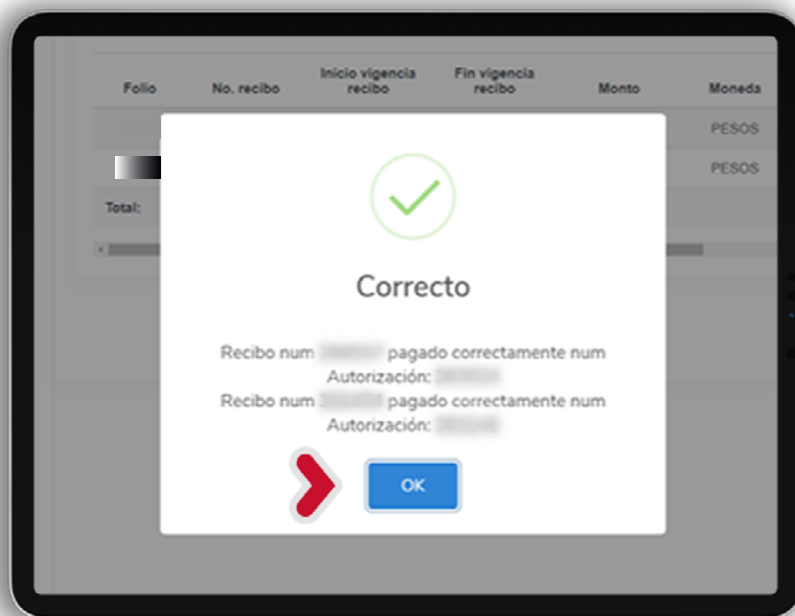 Folio
No. recibo
Inicio vigencia
recibo
Fin vigencia
recibo
Monto
Moneda
PESOS
PESOS
Total:
Correcto
Recibo num pagado correctamente num
Autorización:
Recibo num pagado correctamente num
Autorización:
OK